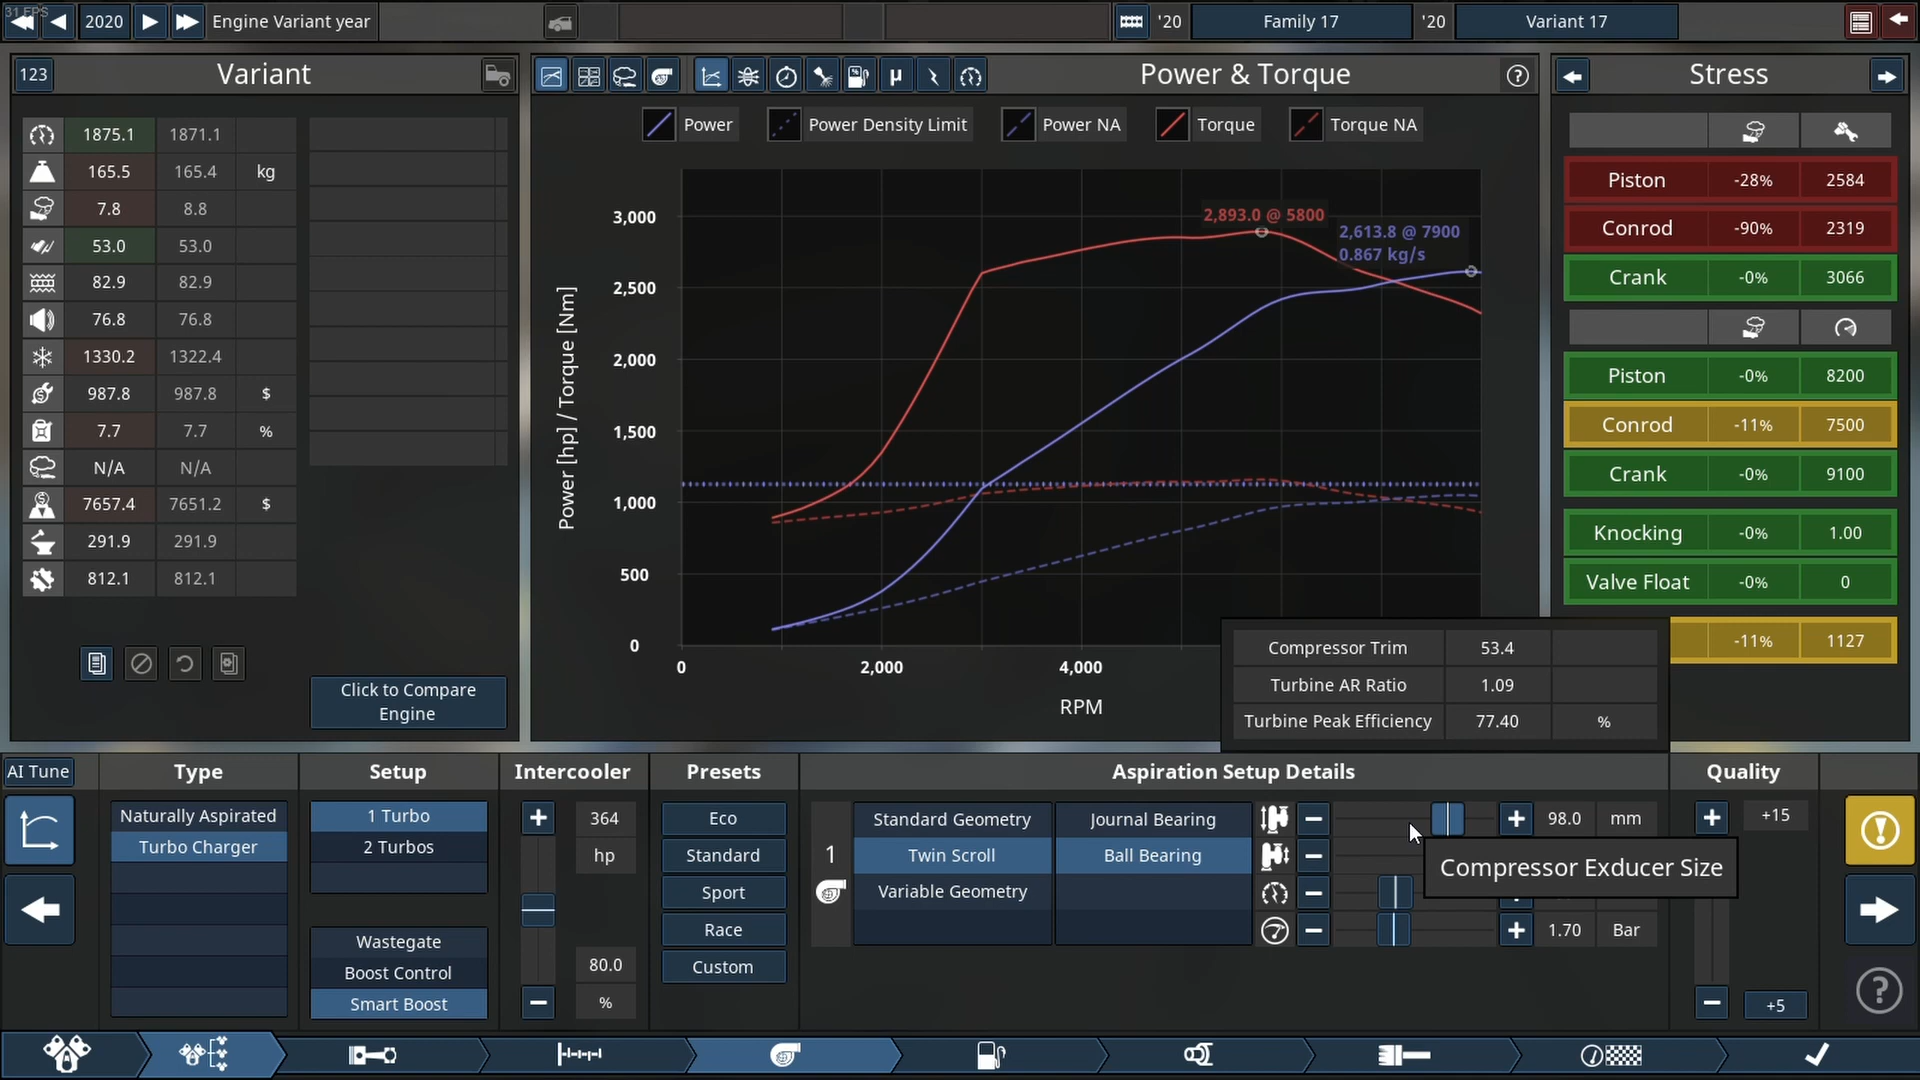 31 FPS
2020
Engine Variant year
'20
Family 17
'20
Variant 17
123
Variant
1875.1 1871.1
165.5 165.4 kg
7.8 8.8
53.0 53.0
82.9 82.9
76.8 76.8
1330.2 1322.4
987.8 987.8 $
7.7 7.7 %
N/A N/A
7657.4 7651.2 $
291.9 291.9
812.1 812.1
Click to Compare
Engine
Power & Torque
Power
Power Density Limit
Power NA
Torque
Torque NA
Power [hp] / Torque [Nm]
3,000
2,500
2,000
1,500
1,000
500
0
2,893.0 @ 5800
2,613.8 @ 7900
0.867 kg/s
0 2,000 4,000
RPM
Stress
Piston -28% 2584
Conrod -90% 2319
Crank -0% 3066
Piston -0% 8200
Conrod -11% 7500
Crank -0% 9100
Knocking -0% 1.00
Valve Float -0% 0
-11% 1127
Compressor Trim 53.4
Turbine AR Ratio 1.09
Turbine Peak Efficiency 77.40 %
AI Tune
Type
Naturally Aspirated
Turbo Charger
Setup
1 Turbo
2 Turbos
Wastegate
Boost Control
Smart Boost
Intercooler
364
hp
80.0
%
Presets
Eco
Standard
Sport
Race
Custom
Aspiration Setup Details
1
Standard Geometry
Twin Scroll
Variable Geometry
Journal Bearing
Ball Bearing
98.0 mm
Compressor Exducer Size
1.70 Bar
Quality
+15
+5